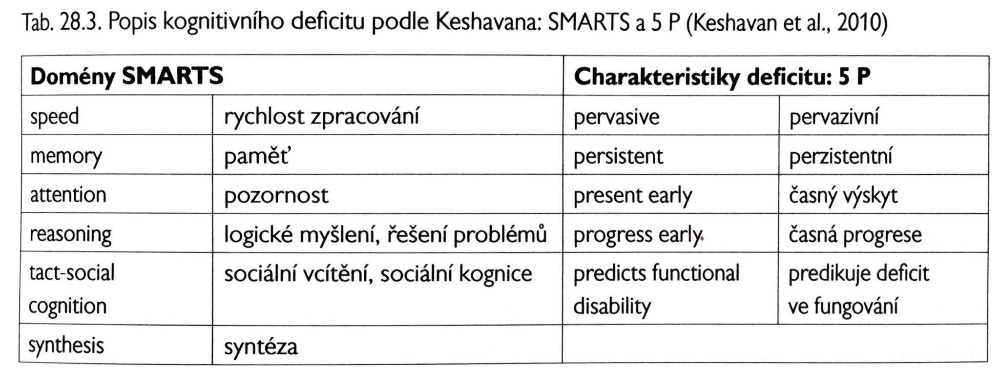 Tab. 28.3. Popis kognitivního deficitu podle Keshavana: SMARTS a 5 P (Keshavan et al., 2010)
Domény SMARTS Charakteristiky deficitu: 5 P
speed rychlost zpracování pervasive pervazivní
memory paměť persistent perzistentní
attention pozornost present early časný výskyt
reasoning logické myšlení, řešení problémů progress early časná progrese
tact-social sociální vcítění, sociální kognice predicts functional predikuje deficit
cognition disability ve fungování
synthesis syntéza